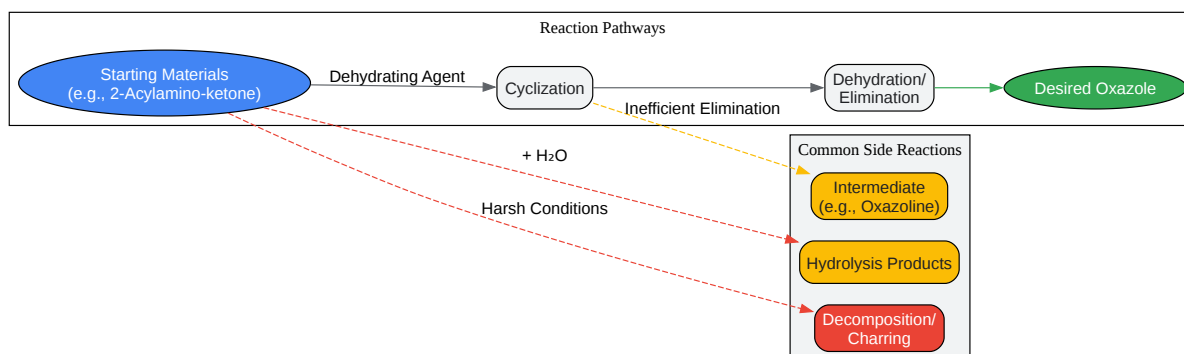 Reaction Pathways
Starting Materials
(e.g., 2-Acylamino-ketone)
Dehydrating Agent
Cyclization
Dehydration/
Elimination
Desired Oxazole
Inefficient Elimination
Common Side Reactions
+ H₂O
Intermediate
(e.g., Oxazoline)
Harsh Conditions
Hydrolysis Products
Decomposition/
Charring